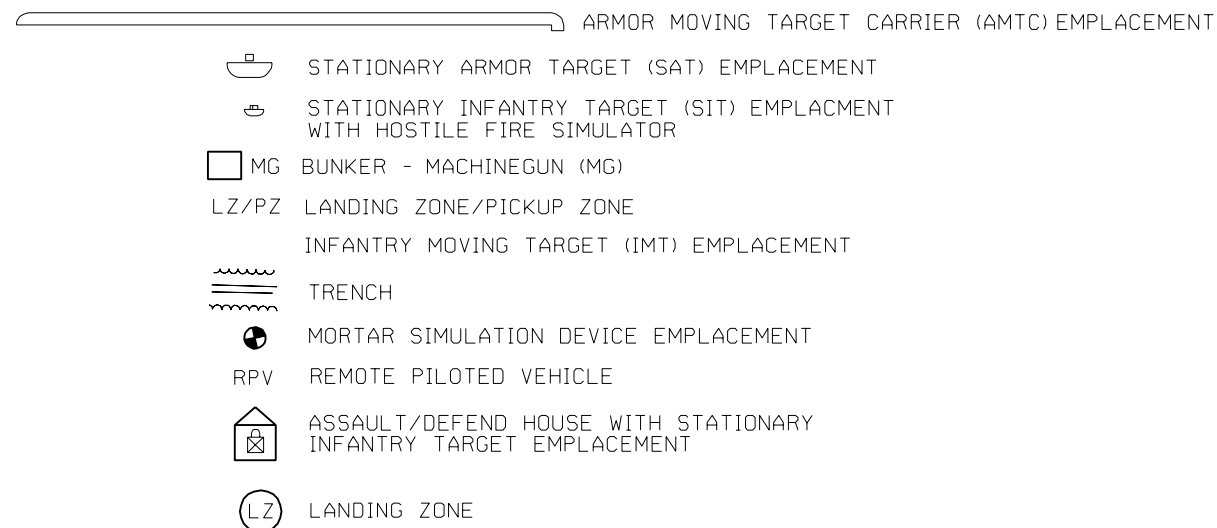 ARMOR MOVING TARGET CARRIER (AMTC) EMPLACEMENT
STATIONARY ARMOR TARGET (SAT) EMPLACEMENT
STATIONARY INFANTRY TARGET (SIT) EMPLACMENT
WITH HOSTILE FIRE SIMULATOR
MG BUNKER - MACHINEGUN (MG)
LZ/PZ LANDING ZONE/PICKUP ZONE
INFANTRY MOVING TARGET (IMT) EMPLACEMENT
TRENCH
MORTAR SIMULATION DEVICE EMPLACEMENT
RPV REMOTE PILOTED VEHICLE
ASSAULT/DEFEND HOUSE WITH STATIONARY
INFANTRY TARGET EMPLACEMENT
LZ LANDING ZONE